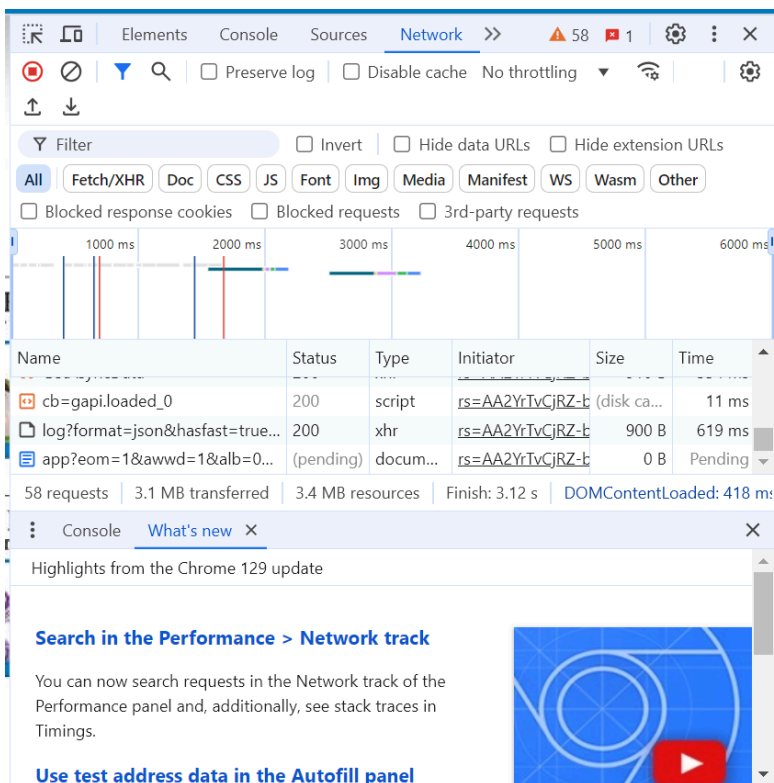 Elements Console Sources Network 58 1
Preserve log Disable cache No throttling
Filter Invert Hide data URLs Hide extension URLs
All Fetch/XHR Doc CSS JS Font Img Media Manifest WS Wasm Other
Blocked response cookies Blocked requests 3rd-party requests
1000 ms 2000 ms 3000 ms 4000 ms 5000 ms 6000 ms
Name Status Type Initiator Size Time
cb=gapi.loaded_0 200 script rs=AA2YrTvCjRZ-b (disk ca... 11 ms
log?format=json&hasfast=true... 200 xhr rs=AA2YrTvCjRZ-b 900 B 619 ms
app?eom=1&awwd=1&alb=0... (pending) docum... rs=AA2YrTvCjRZ-b 0 B Pending
58 requests 3.1 MB transferred 3.4 MB resources Finish: 3.12 s DOMContentLoaded: 418 ms
Console What's new
Highlights from the Chrome 129 update
Search in the Performance > Network track
You can now search requests in the Network track of the
Performance panel and, additionally, see stack traces in
Timings.
Use test address data in the Autofill panel